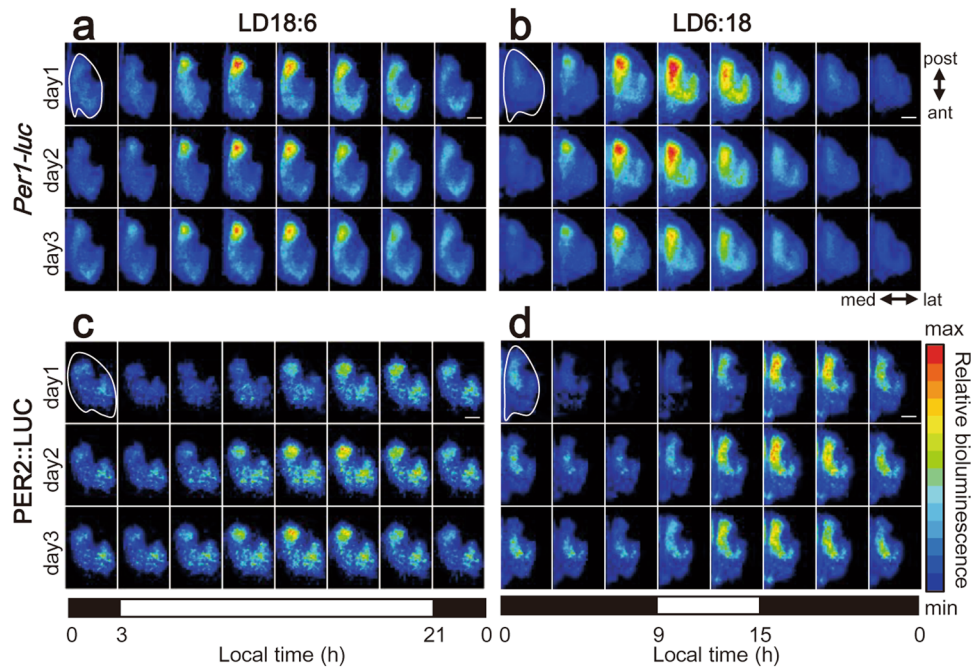 a
LD18:6
b
LD6:18
Per1-luc
day1
day2
day3
post
ant
med
lat
c
d
PER2::LUC
day1
day2
day3
max
Relative bioluminescence
min
0
3
21
0
0
9
15
0
Local time (h)
Local time (h)